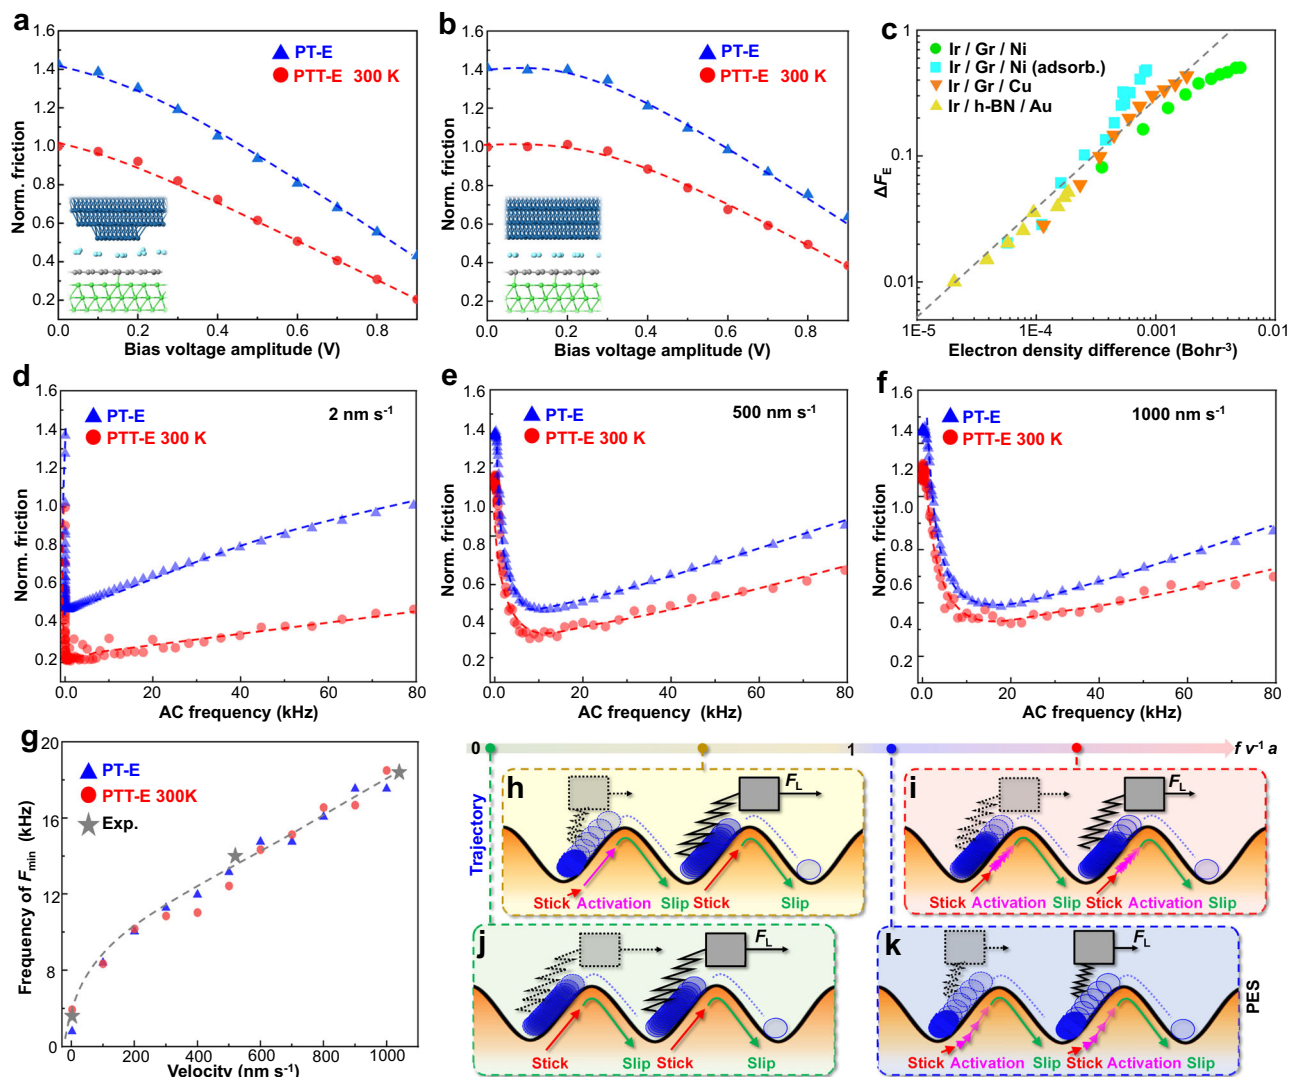 a
1.6
1.4
1.2
1.0
0.8
0.6
0.4
0.2
Norm. friction
PT-E
PTT-E 300 K
0.0 0.2 0.4 0.6 0.8
Bias voltage amplitude (V)
b
1.6
1.4
1.2
1.0
0.8
0.6
0.4
0.2
Norm. friction
PT-E
PTT-E 300 K
0.0 0.2 0.4 0.6 0.8
Bias voltage amplitude (V)
c
1
0.1
0.01
ΔF_E
Ir / Gr / Ni
Ir / Gr / Ni (adsorb.)
Ir / Gr / Cu
Ir / h-BN / Au
1E-5 1E-4 0.001 0.01
Electron density difference (Bohr⁻³)
d
1.6
1.4
1.2
1.0
0.8
0.6
0.4
0.2
Norm. friction
PT-E
PTT-E 300 K
2 nm s⁻¹
0.0 20 40 60 80
AC frequency (kHz)
e
1.6
1.4
1.2
1.0
0.8
0.6
0.4
0.2
Norm. friction
PT-E
PTT-E 300 K
500 nm s⁻¹
0.0 20 40 60 80
AC frequency (kHz)
f
1.6
1.4
1.2
1.0
0.8
0.6
0.4
0.2
Norm. friction
PT-E
PTT-E 300 K
1000 nm s⁻¹
0.0 20 40 60 80
AC frequency (kHz)
g
20
16
12
8
4
0
Frequency of F_min (kHz)
PT-E
PTT-E 300K
Exp.
0 200 400 600 800 1000
Velocity (nm s⁻¹)
0 1 f v⁻¹ a
Trajectory
h
F_L
Stick Activation Slip Stick Slip
i
F_L
Stick Activation Slip Stick Activation Slip
j
F_L
Stick Slip Stick Slip
k
F_L
Stick Activation Slip Stick Activation Slip
PES